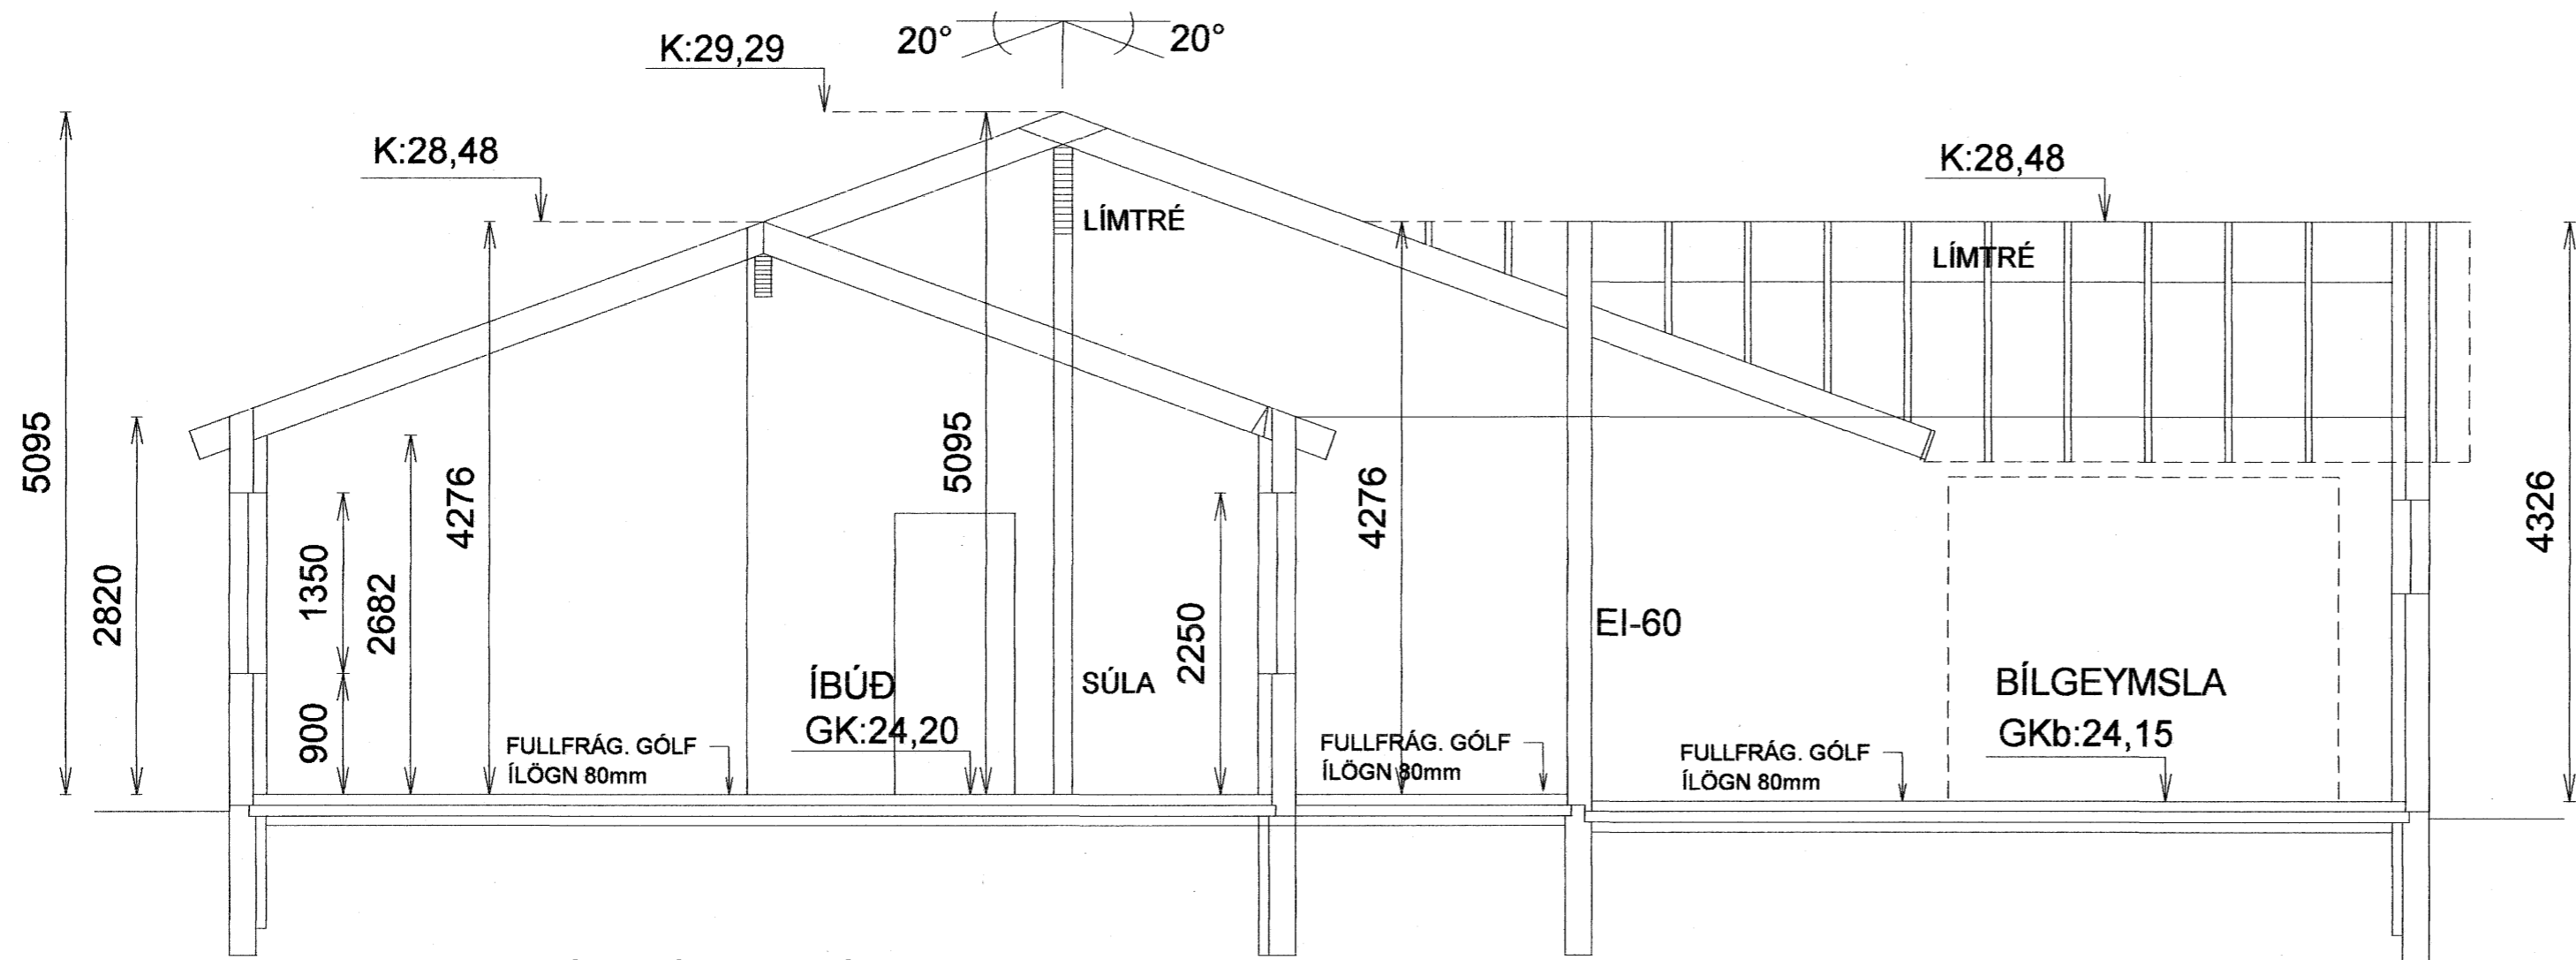 20°
20°
K:29,29
K:28,48
K:28,48
LÍMTRÉ
LÍMTRÉ
5095
2820
1350
900
2682
4276
5095
2250
4276
4326
EI-60
ÍBÚÐ
GK:24,20
SÚLA
BÍLGEYMSLA
GKb:24,15
FULLFRÁG. GÓLF
ÍLÖGN 80mm
FULLFRÁG. GÓLF
ÍLÖGN 80mm
FULLFRÁG. GÓLF
ÍLÖGN 80mm